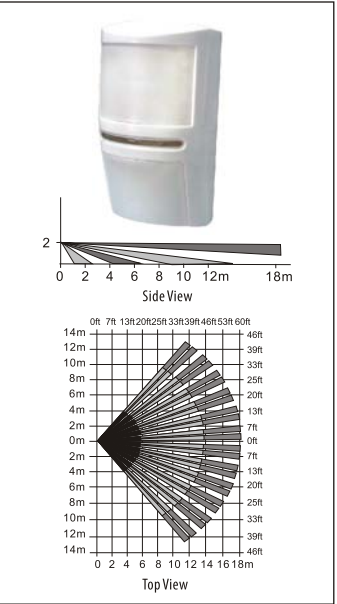 2
0 2 4 6 8 10 12m 18m
Side View
0ft 7ft 13ft 20ft 25ft 33ft 39ft 46ft 53ft 60ft
14m 46ft
12m 39ft
10m 33ft
8m 25ft
6m 20ft
4m 13ft
2m 7ft
0m 0ft
2m 7ft
4m 13ft
6m 20ft
8m 25ft
10m 33ft
12m 39ft
14m 46ft
0 2 4 6 8 10 12 14 16 18m
Top View